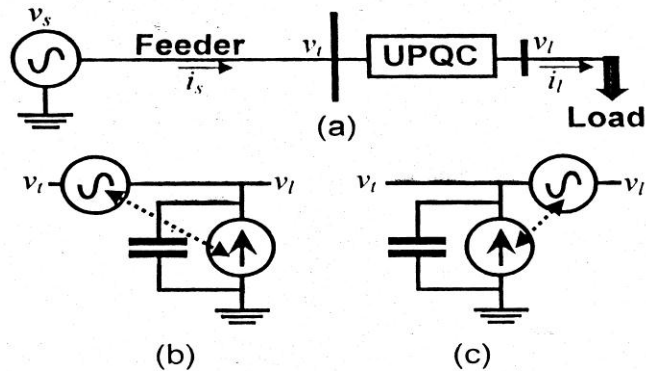 v_s
Feeder
v_t
UPQC
v_l
i_s
i_l
Load
(a)
v_t
v_l
v_t
v_l
(b)
(c)